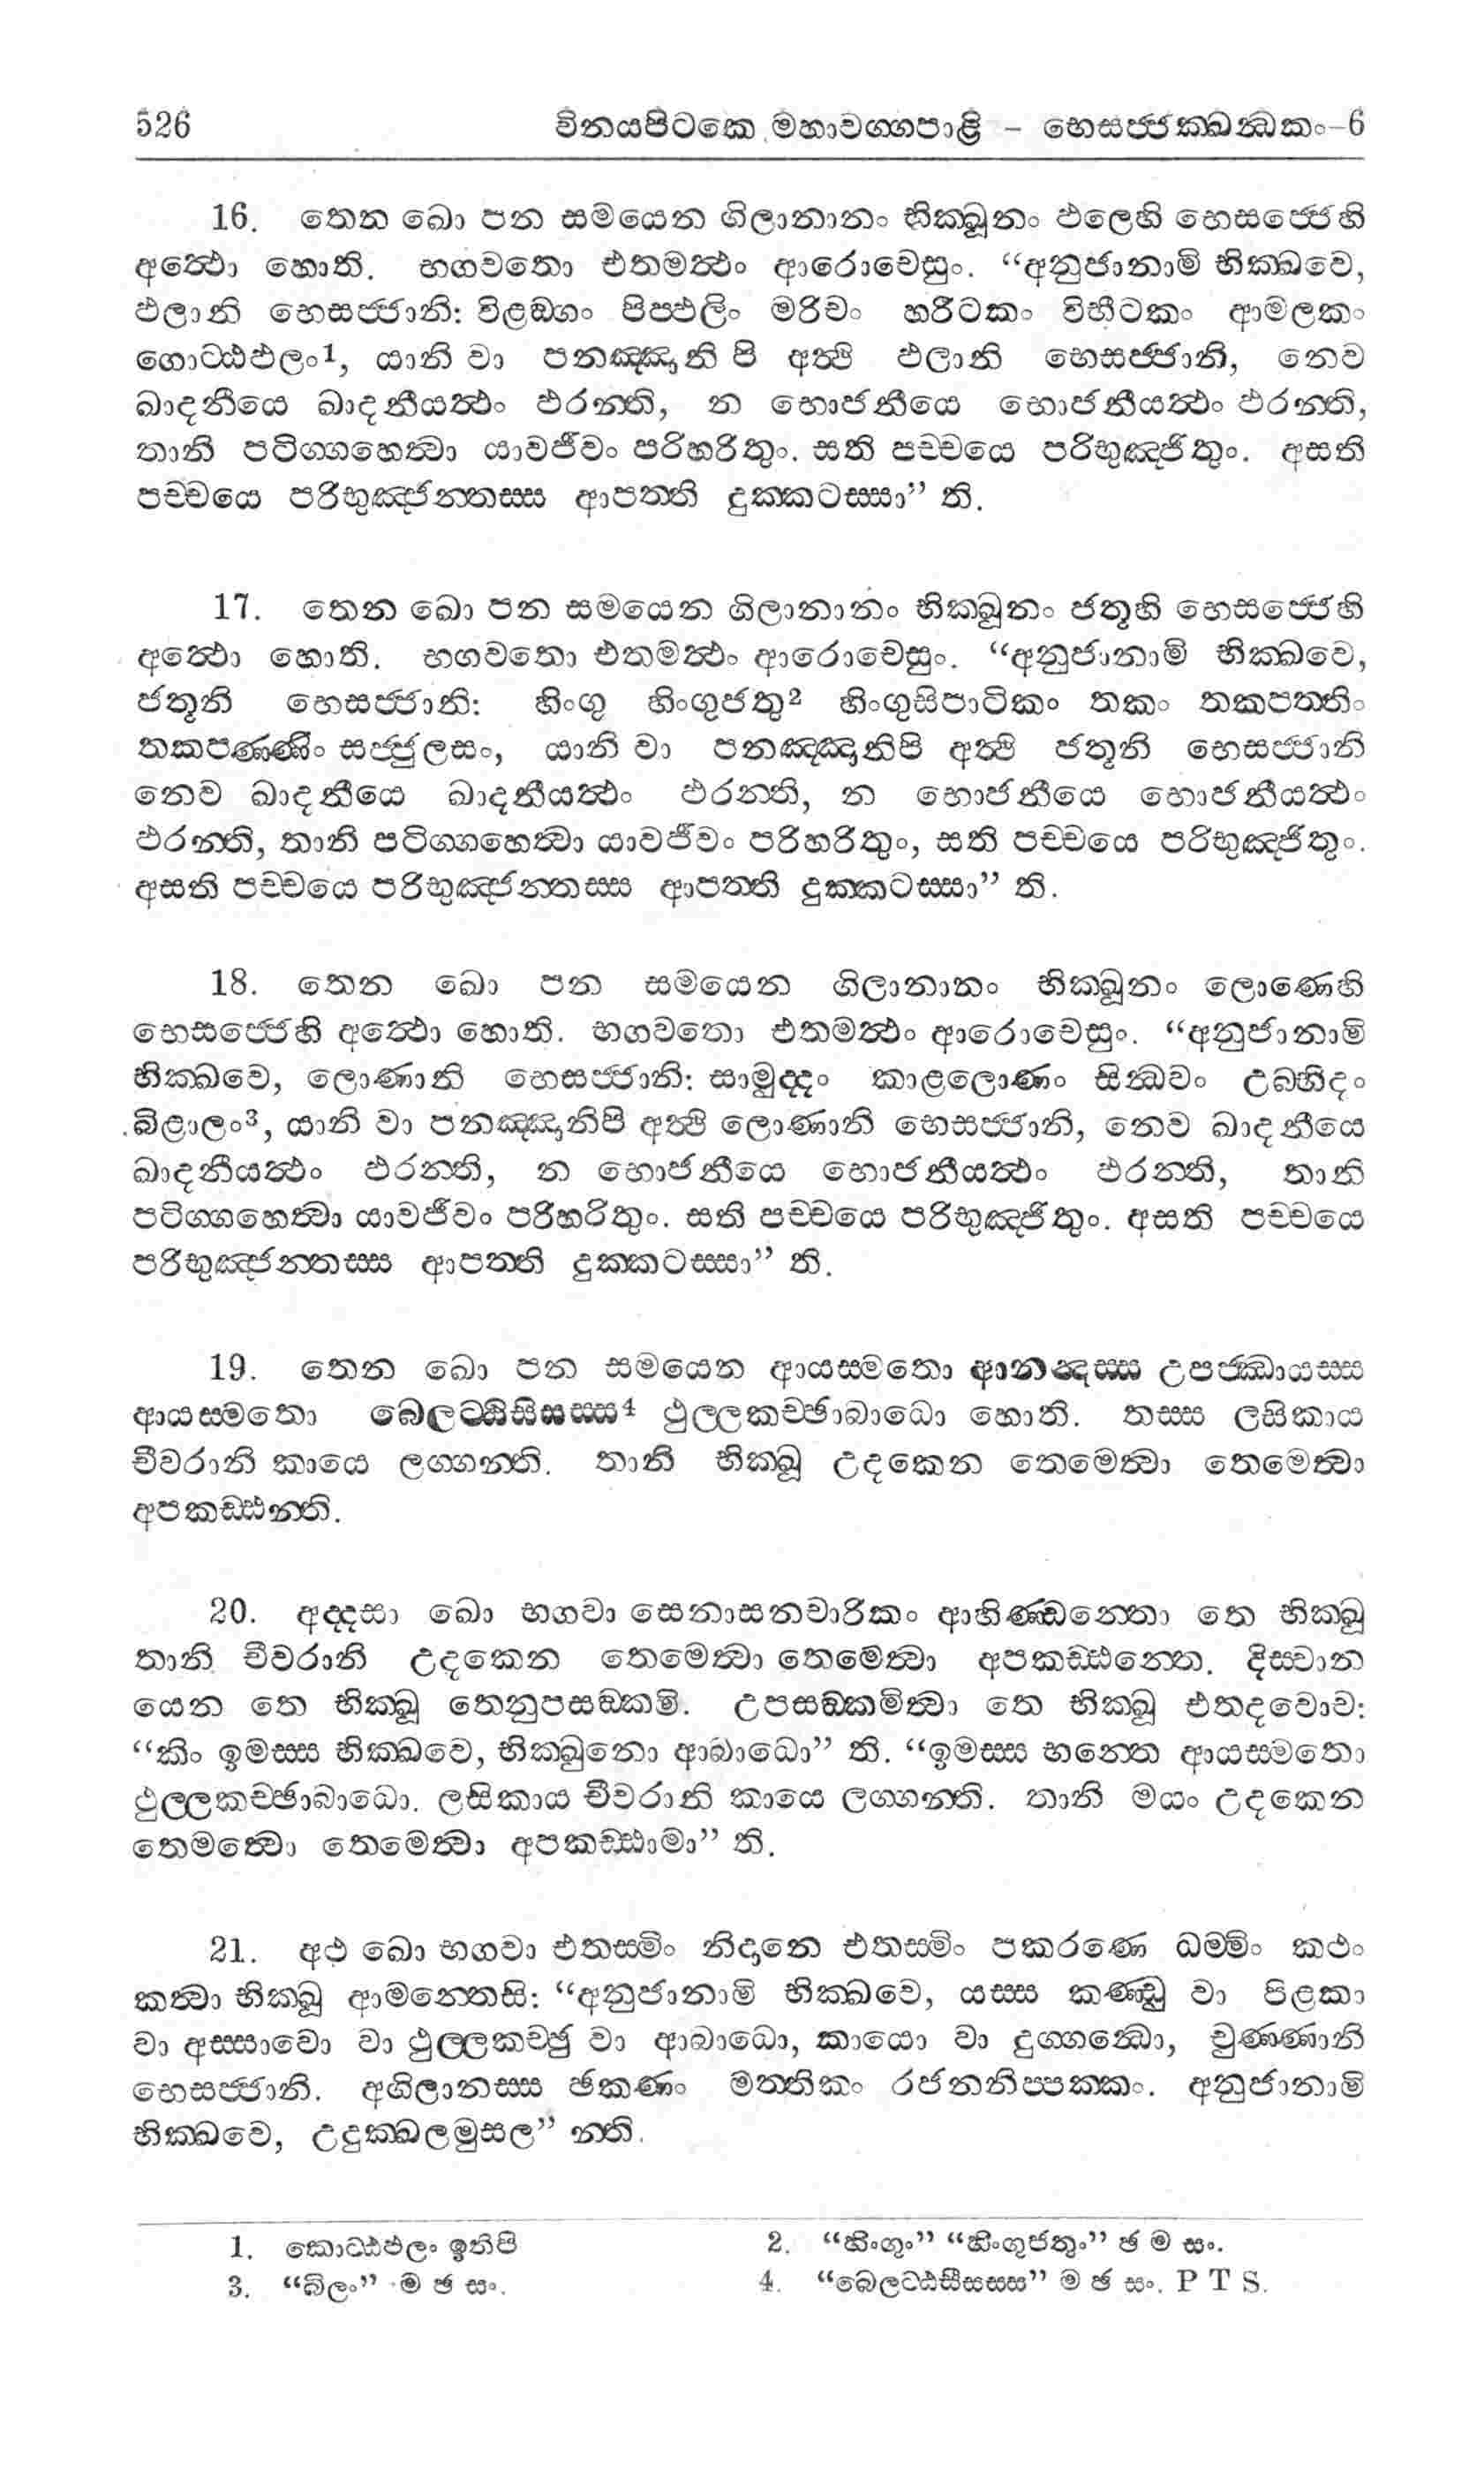 526 විනයපිටකෙ මහාවග්ගපාළි - භෙසජ්ජක්ඛන්ධකං-6
16. තෙන ඛො පන සමයෙන ගිලානානං භික්ඛූනං ඵලෙහි භෙසජ්ජෙහි
අත්ථො හොති. භගවතො එතමත්ථං ආරොචෙසුං. “අනුජානාමි භික්ඛවෙ,
ඵලානි භෙසජ්ජානි: විළඞ්ගං පිප්ඵලිං මරිචං හරීටකං විභීටකං ආමලකං
ගොට්ඨඵලං1, යානි වා පනඤ්ඤානි පි අත්ථි ඵලානි භෙසජ්ජානි, නෙව
ඛාදනීයෙ ඛාදනීයත්ථං ඵරන්ති, න භොජනීයෙ භොජනීයත්ථං ඵරන්ති,
තානි පටිග්ගහෙත්වා යාවජීවං පරිහරිතුං. සති පච්චයෙ පරිභුඤ්ජිතුං. අසති
පච්චයෙ පරිභුඤ්ජන්තස්ස ආපත්ති දුක්කටස්සා” ති.
17. තෙන ඛො පන සමයෙන ගිලානානං භික්ඛූනං ජතූහි භෙසජ්ජෙහි
අත්ථො හොති. භගවතො එතමත්ථං ආරොචෙසුං. “අනුජානාමි භික්ඛවෙ,
ජතූනි භෙසජ්ජානි: හිංගු හිංගුජතු2 හිංගුසිපාටිකං තකං තකපත්තිං
තකපණ්ණිං සජ්ජුලසං, යානි වා පනඤ්ඤානිපි අත්ථි ජතූනි භෙසජ්ජානි
නෙව ඛාදනීයෙ ඛාදනීයත්ථං ඵරන්ති, න භොජනීයෙ භොජනීයත්ථං
ඵරන්ති, තානි පටිග්ගහෙත්වා යාවජීවං පරිහරිතුං, සති පච්චයෙ පරිභුඤ්ජිතුං.
අසති පච්චයෙ පරිභුඤ්ජන්තස්ස ආපත්ති දුක්කටස්සා” ති.
18. තෙන ඛො පන සමයෙන ගිලානානං භික්ඛූනං ලොණෙහි
භෙසජ්ජෙහි අත්ථො හොති. භගවතො එතමත්ථං ආරොචෙසුං. “අනුජානාමි
භික්ඛවෙ, ලොණානි භෙසජ්ජානි: සාමුද්දං කාළලොණං සින්ධවං උබ්භිදං
බිළාලං3, යානි වා පනඤ්ඤානිපි අත්ථි ලොණානි භෙසජ්ජානි, නෙව ඛාදනීයෙ
ඛාදනීයත්ථං ඵරන්ති, න භොජනීයෙ භොජනීයත්ථං ඵරන්ති, තානි
පටිග්ගහෙත්වා යාවජීවං පරිහරිතුං. සති පච්චයෙ පරිභුඤ්ජිතුං. අසති පච්චයෙ
පරිභුඤ්ජන්තස්ස ආපත්ති දුක්කටස්සා” ති.
19. තෙන ඛො පන සමයෙන ආයස්මතො ආනන්දස්ස උපජ්ඣායස්ස
ආයස්මතො බෙලට්ඨිසිසස්ස4 ථුල්ලකච්ඡාබාධො හොති. තස්ස ලසිකාය
චීවරානි කායෙ ලග්ගන්ති. තානි භික්ඛූ උදකෙන තෙමෙත්වා තෙමෙත්වා
අපකඩ්ඪන්ති.
20. අද්දසා ඛො භගවා සෙනාසනචාරිකං ආහිණ්ඩන්තො තෙ භික්ඛූ
තානි චීවරානි උදකෙන තෙමෙත්වා තෙමෙත්වා අපකඩ්ඪන්තෙ. දිස්වාන
යෙන තෙ භික්ඛූ තෙනුපසඞ්කමි. උපසඞ්කමිත්වා තෙ භික්ඛූ එතදවොච:
“කිං ඉමස්ස භික්ඛවෙ, භික්ඛුනො ආබාධො” ති. “ඉමස්ස භන්තෙ ආයස්මතො
ථුල්ලකච්ඡාබාධො. ලසිකාය චීවරානි කායෙ ලග්ගන්ති. තානි මයං උදකෙන
තෙමත්වො තෙමෙත්වා අපකඩ්ඪාමා” ති.
21. අථ ඛො භගවා එතස්මිං නිදානෙ එතස්මිං පකරණෙ ධම්මිං කථං
කත්වා භික්ඛූ ආමන්තෙසි: “අනුජානාමි භික්ඛවෙ, යස්ස කණ්ඩු වා පිළකා
වා අස්සාවො වා ථුල්ලකච්ඡු වා ආබාධො, කායො වා දුග්ගන්ධො, චුණ්ණානි
භෙසජ්ජානි. අගිලානස්ස ඡකණං මත්තිකං රජනනිප්පක්කං. අනුජානාමි
භික්ඛවෙ, උදුක්ඛලමුසල” න්ති.
1. කොට්ඨඵලං ඉතිපි 2. “හිංගුං” “හිංගුජතුං” ඡ ම සං.
3. “බිලං” ම ඡ සං. 4. “බෙලට්ඨසීසස්ස” ම ඡ සං. P T S.